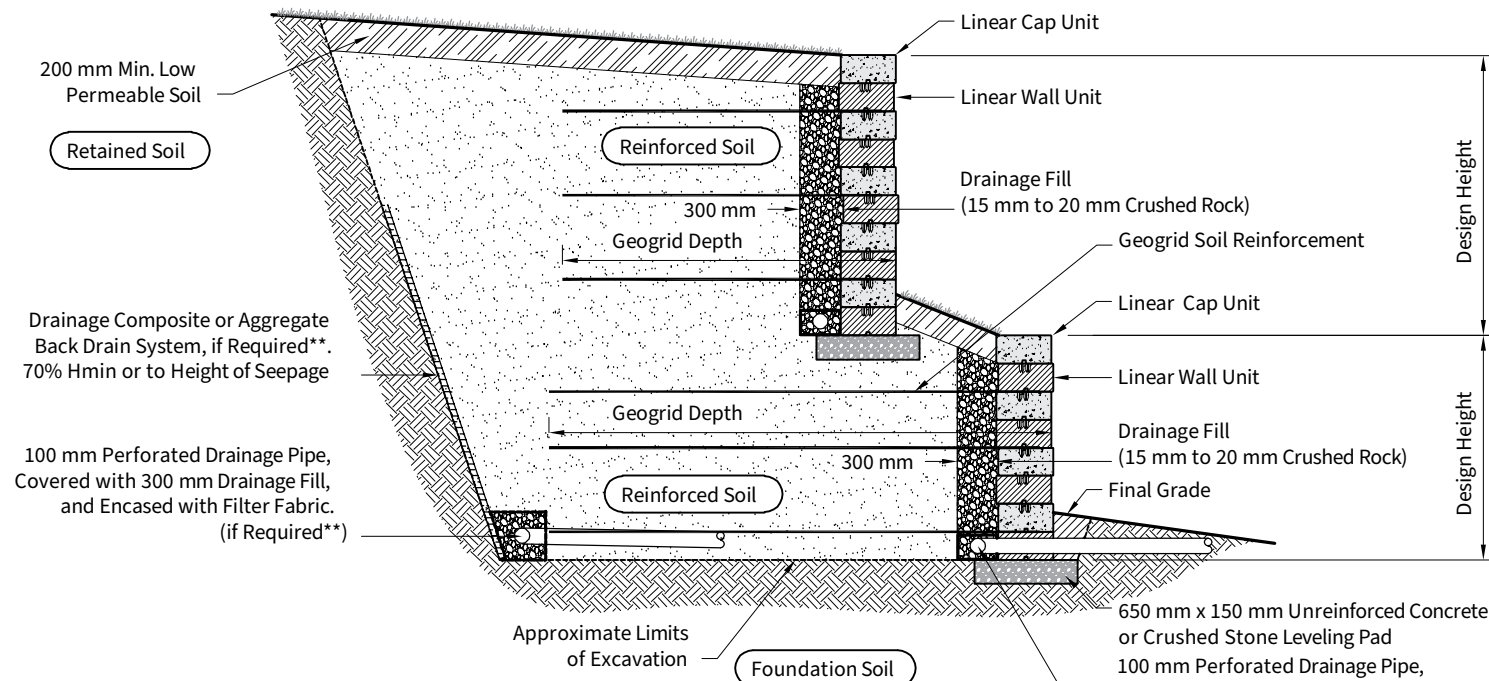 Linear Cap Unit
200 mm Min. Low
Permeable Soil
Linear Wall Unit
Retained Soil
Reinforced Soil
Design Height
Drainage Fill
(15 mm to 20 mm Crushed Rock)
300 mm
Geogrid Depth
Geogrid Soil Reinforcement
Linear Cap Unit
Drainage Composite or Aggregate
Back Drain System, if Required**.
70% Hmin or to Height of Seepage
Linear Wall Unit
Geogrid Depth
Design Height
Drainage Fill
(15 mm to 20 mm Crushed Rock)
300 mm
100 mm Perforated Drainage Pipe,
Covered with 300 mm Drainage Fill,
and Encased with Filter Fabric.
(if Required**)
Reinforced Soil
Final Grade
650 mm x 150 mm Unreinforced Concrete
or Crushed Stone Leveling Pad
Approximate Limits
of Excavation
Foundation Soil
100 mm Perforated Drainage Pipe,